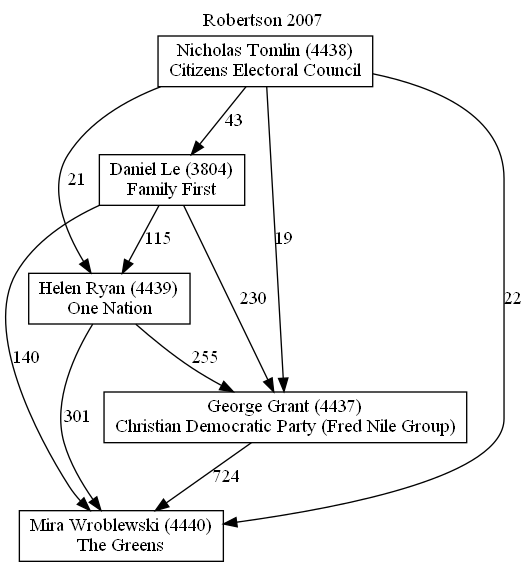 Robertson 2007
Nicholas Tomlin (4438)
Citizens Electoral Council
43
Daniel Le (3804)
Family First
21
115
19
230
22
Helen Ryan (4439)
One Nation
140
255
301
George Grant (4437)
Christian Democratic Party (Fred Nile Group)
724
Mira Wroblewski (4440)
The Greens